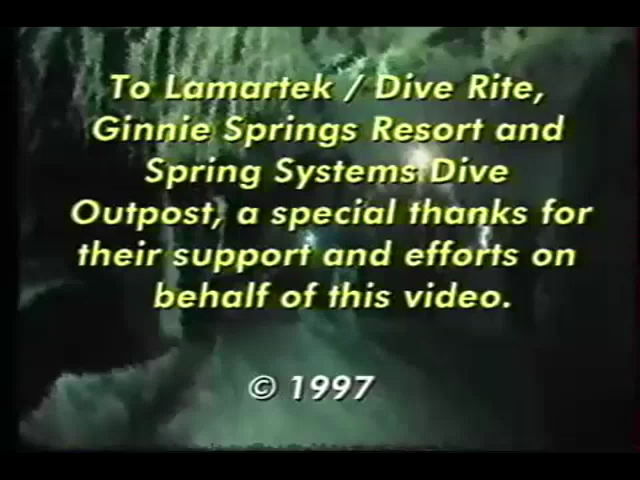 To Lamartek / Dive Rite,
Ginnie Springs Resort and
Spring Systems Dive
Outpost, a special thanks for
their support and efforts on
behalf of this video.
© 1997